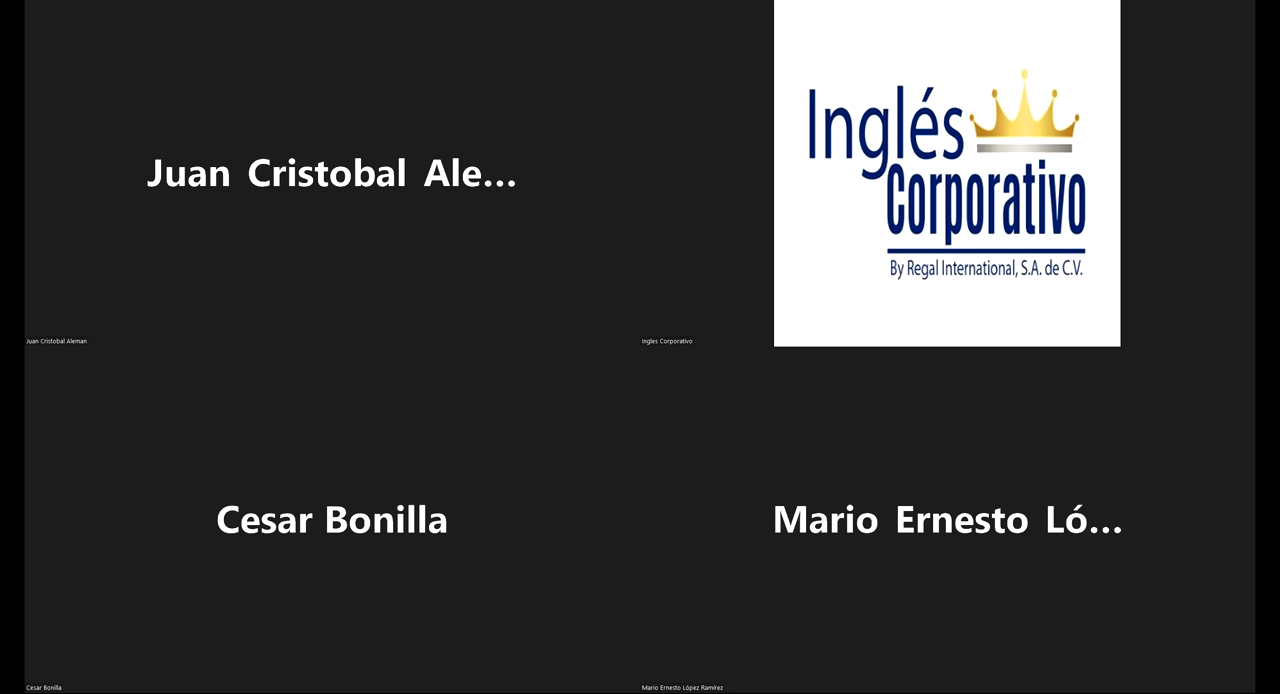 Juan Cristobal Ale...
Inglés
Corporativo
By Regal International, S.A. de C.V.
Juan Cristobal Aleman
Ingles Corporativo
Cesar Bonilla
Mario Ernesto Ló...
Cesar Bonilla
Mario Ernesto López Ramírez